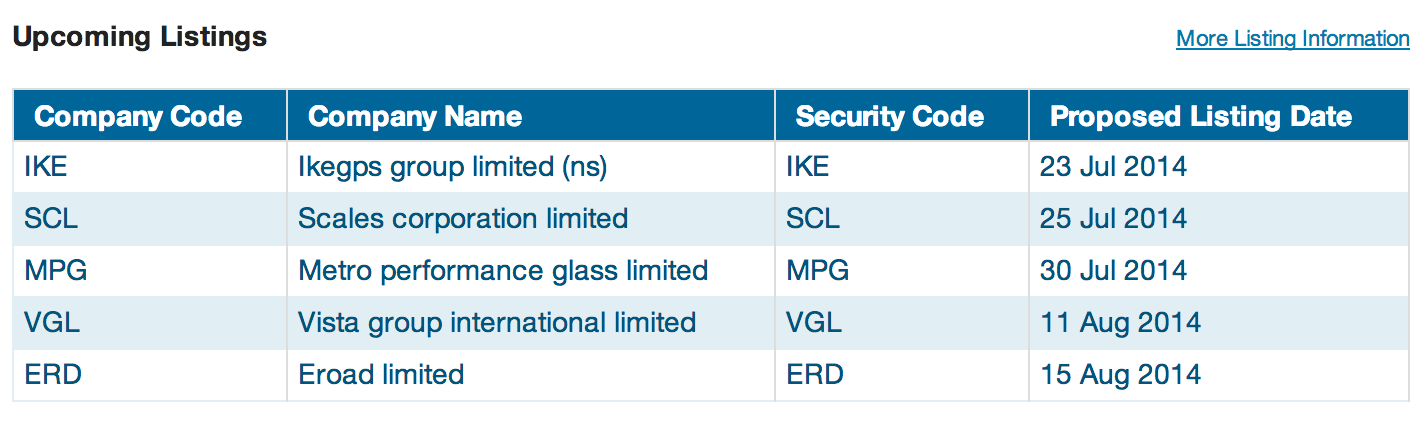 Upcoming Listings More Listing Information
Company Code Company Name Security Code Proposed Listing Date
IKE Ikegps group limited (ns) IKE 23 Jul 2014
SCL Scales corporation limited SCL 25 Jul 2014
MPG Metro performance glass limited MPG 30 Jul 2014
VGL Vista group international limited VGL 11 Aug 2014
ERD Eroad limited ERD 15 Aug 2014